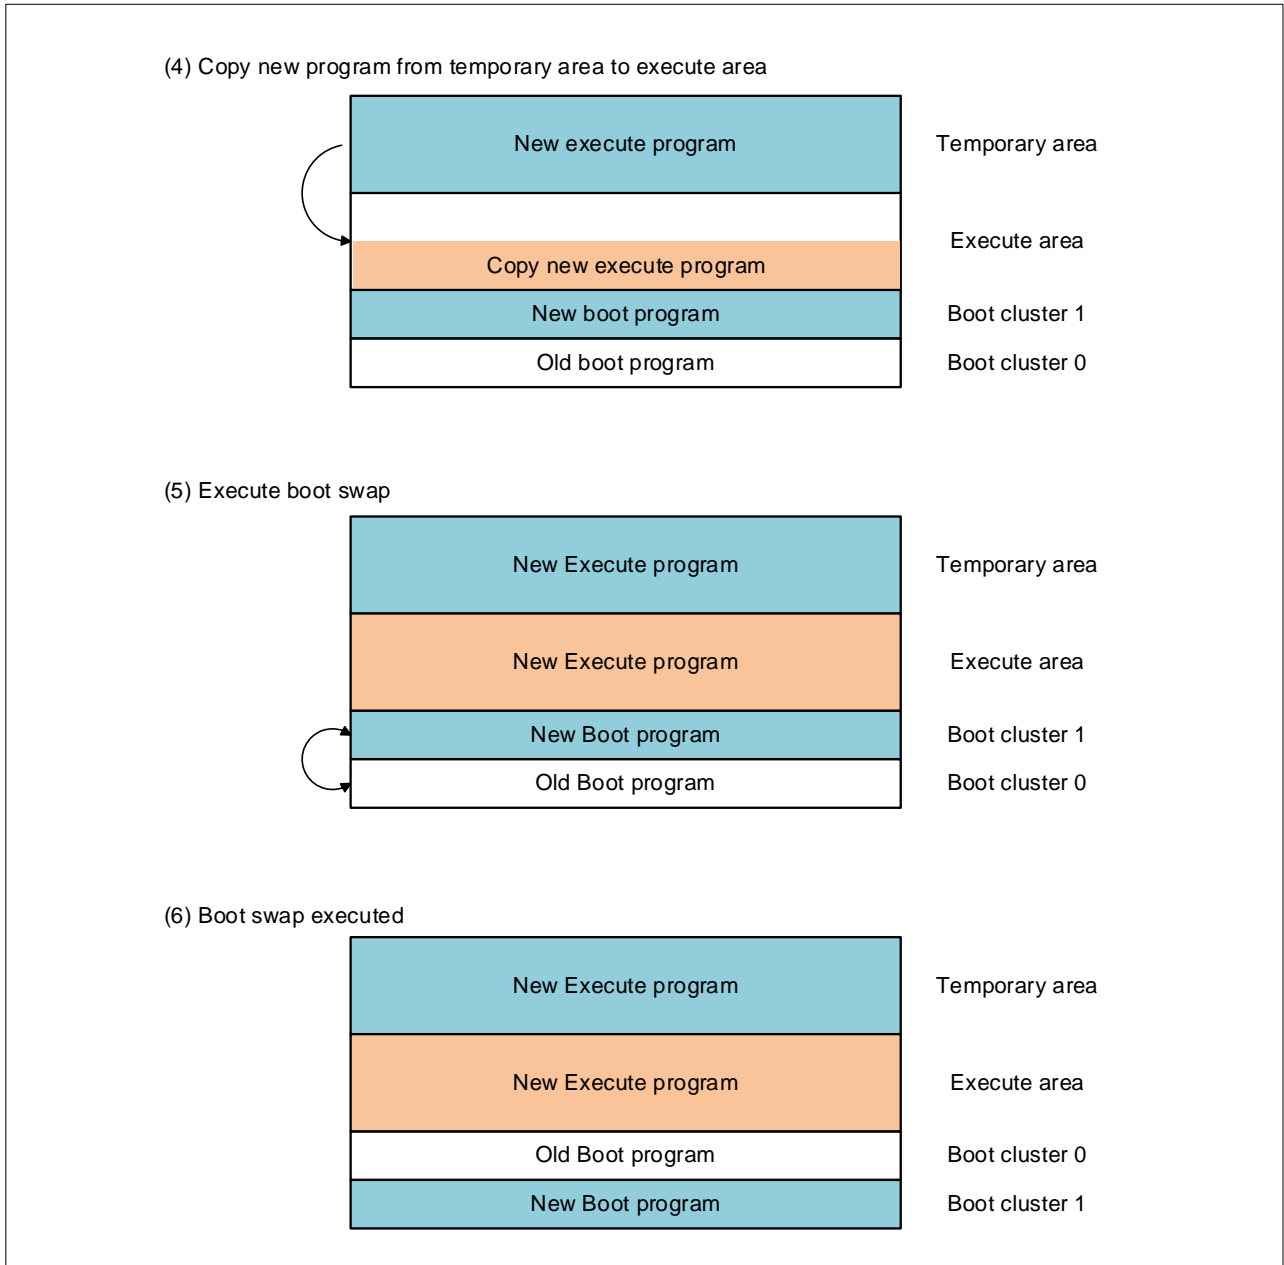 (4) Copy new program from temporary area to execute area
New execute program Temporary area
Execute area
Copy new execute program
New boot program Boot cluster 1
Old boot program Boot cluster 0
(5) Execute boot swap
New Execute program Temporary area
New Execute program Execute area
New Boot program Boot cluster 1
Old Boot program Boot cluster 0
(6) Boot swap executed
New Execute program Temporary area
New Execute program Execute area
Old Boot program Boot cluster 0
New Boot program Boot cluster 1